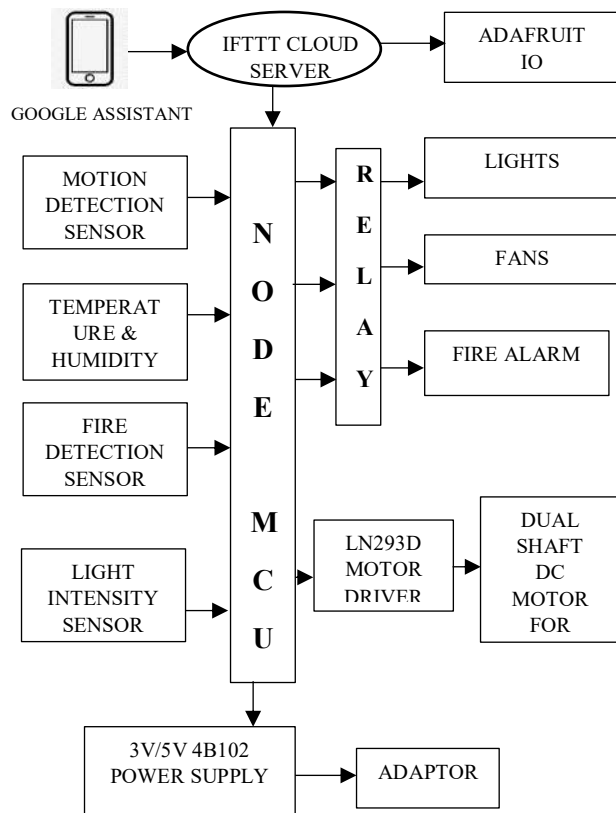 IFTTT CLOUD
SERVER
ADAFRUIT
IO
GOOGLE ASSISTANT
MOTION
DETECTION
SENSOR
TEMPERAT
URE &
HUMIDITY
FIRE
DETECTION
SENSOR
LIGHT
INTENSITY
SENSOR
N
O
D
E
M
C
U
R
E
L
A
Y
LIGHTS
FANS
FIRE ALARM
LN293D
MOTOR
DRIVER
DUAL
SHAFT
DC
MOTOR
FOR
3V/5V 4B102
POWER SUPPLY
ADAPTOR